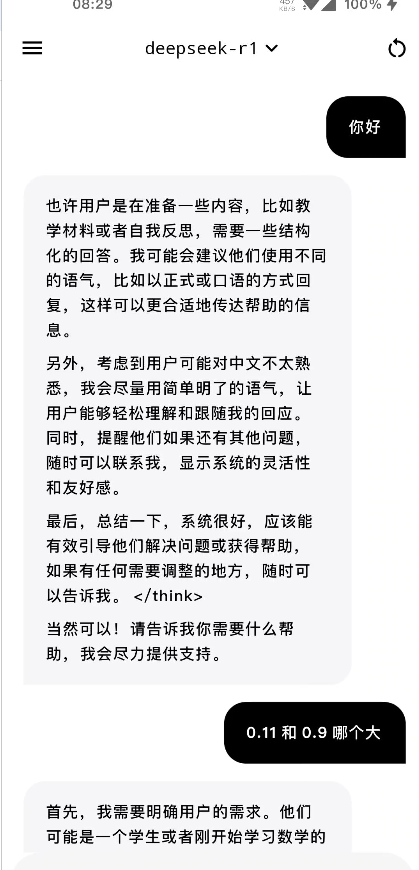 08:29
457
KB/S
100%
deepseek-r1
你好
也许用户是在准备一些内容，比如教
学材料或者自我反思，需要一些结构
化的回答。我可能会建议他们使用不同
的语气，比如以正式或口语的方式回
复，这样可以更合适地传达帮助的信
息。
另外，考虑到用户可能对中文不太熟
悉，我会尽量用简单明了的语气，让
用户能够轻松理解和跟随我的回应。
同时，提醒他们如果还有其他问题，
随时可以联系我，显示系统的灵活性
和友好感。
最后，总结一下，系统很好，应该能
有效引导他们解决问题或获得帮助，
如果有任何需要调整的地方，随时可
以告诉我。 </think>
当然可以！请告诉我你需要什么帮
助，我会尽力提供支持。
0.11 和 0.9 哪个大
首先，我需要明确用户的需求。他们
可能是一个学生或者刚开始学习数学的